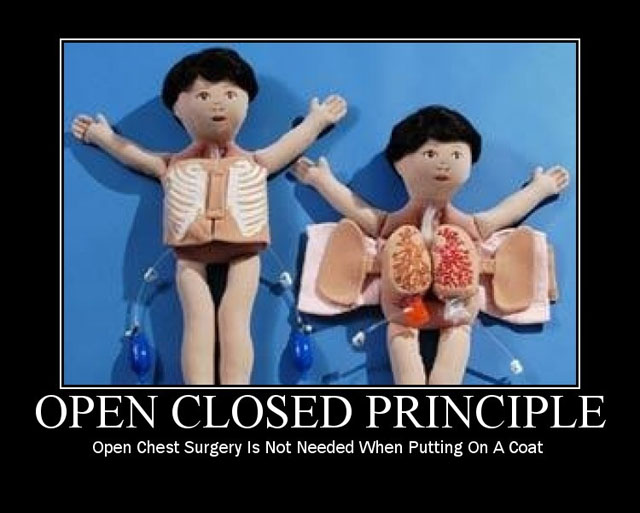 OPEN CLOSED PRINCIPLE
Open Chest Surgery Is Not Needed When Putting On A Coat